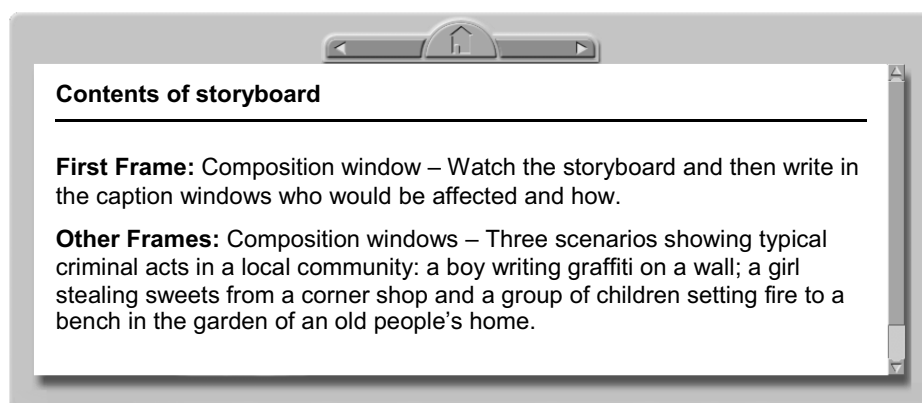 Contents of storyboard
First Frame: Composition window – Watch the storyboard and then write in
the caption windows who would be affected and how.
Other Frames: Composition windows – Three scenarios showing typical
criminal acts in a local community: a boy writing graffiti on a wall; a girl
stealing sweets from a corner shop and a group of children setting fire to a
bench in the garden of an old people’s home.